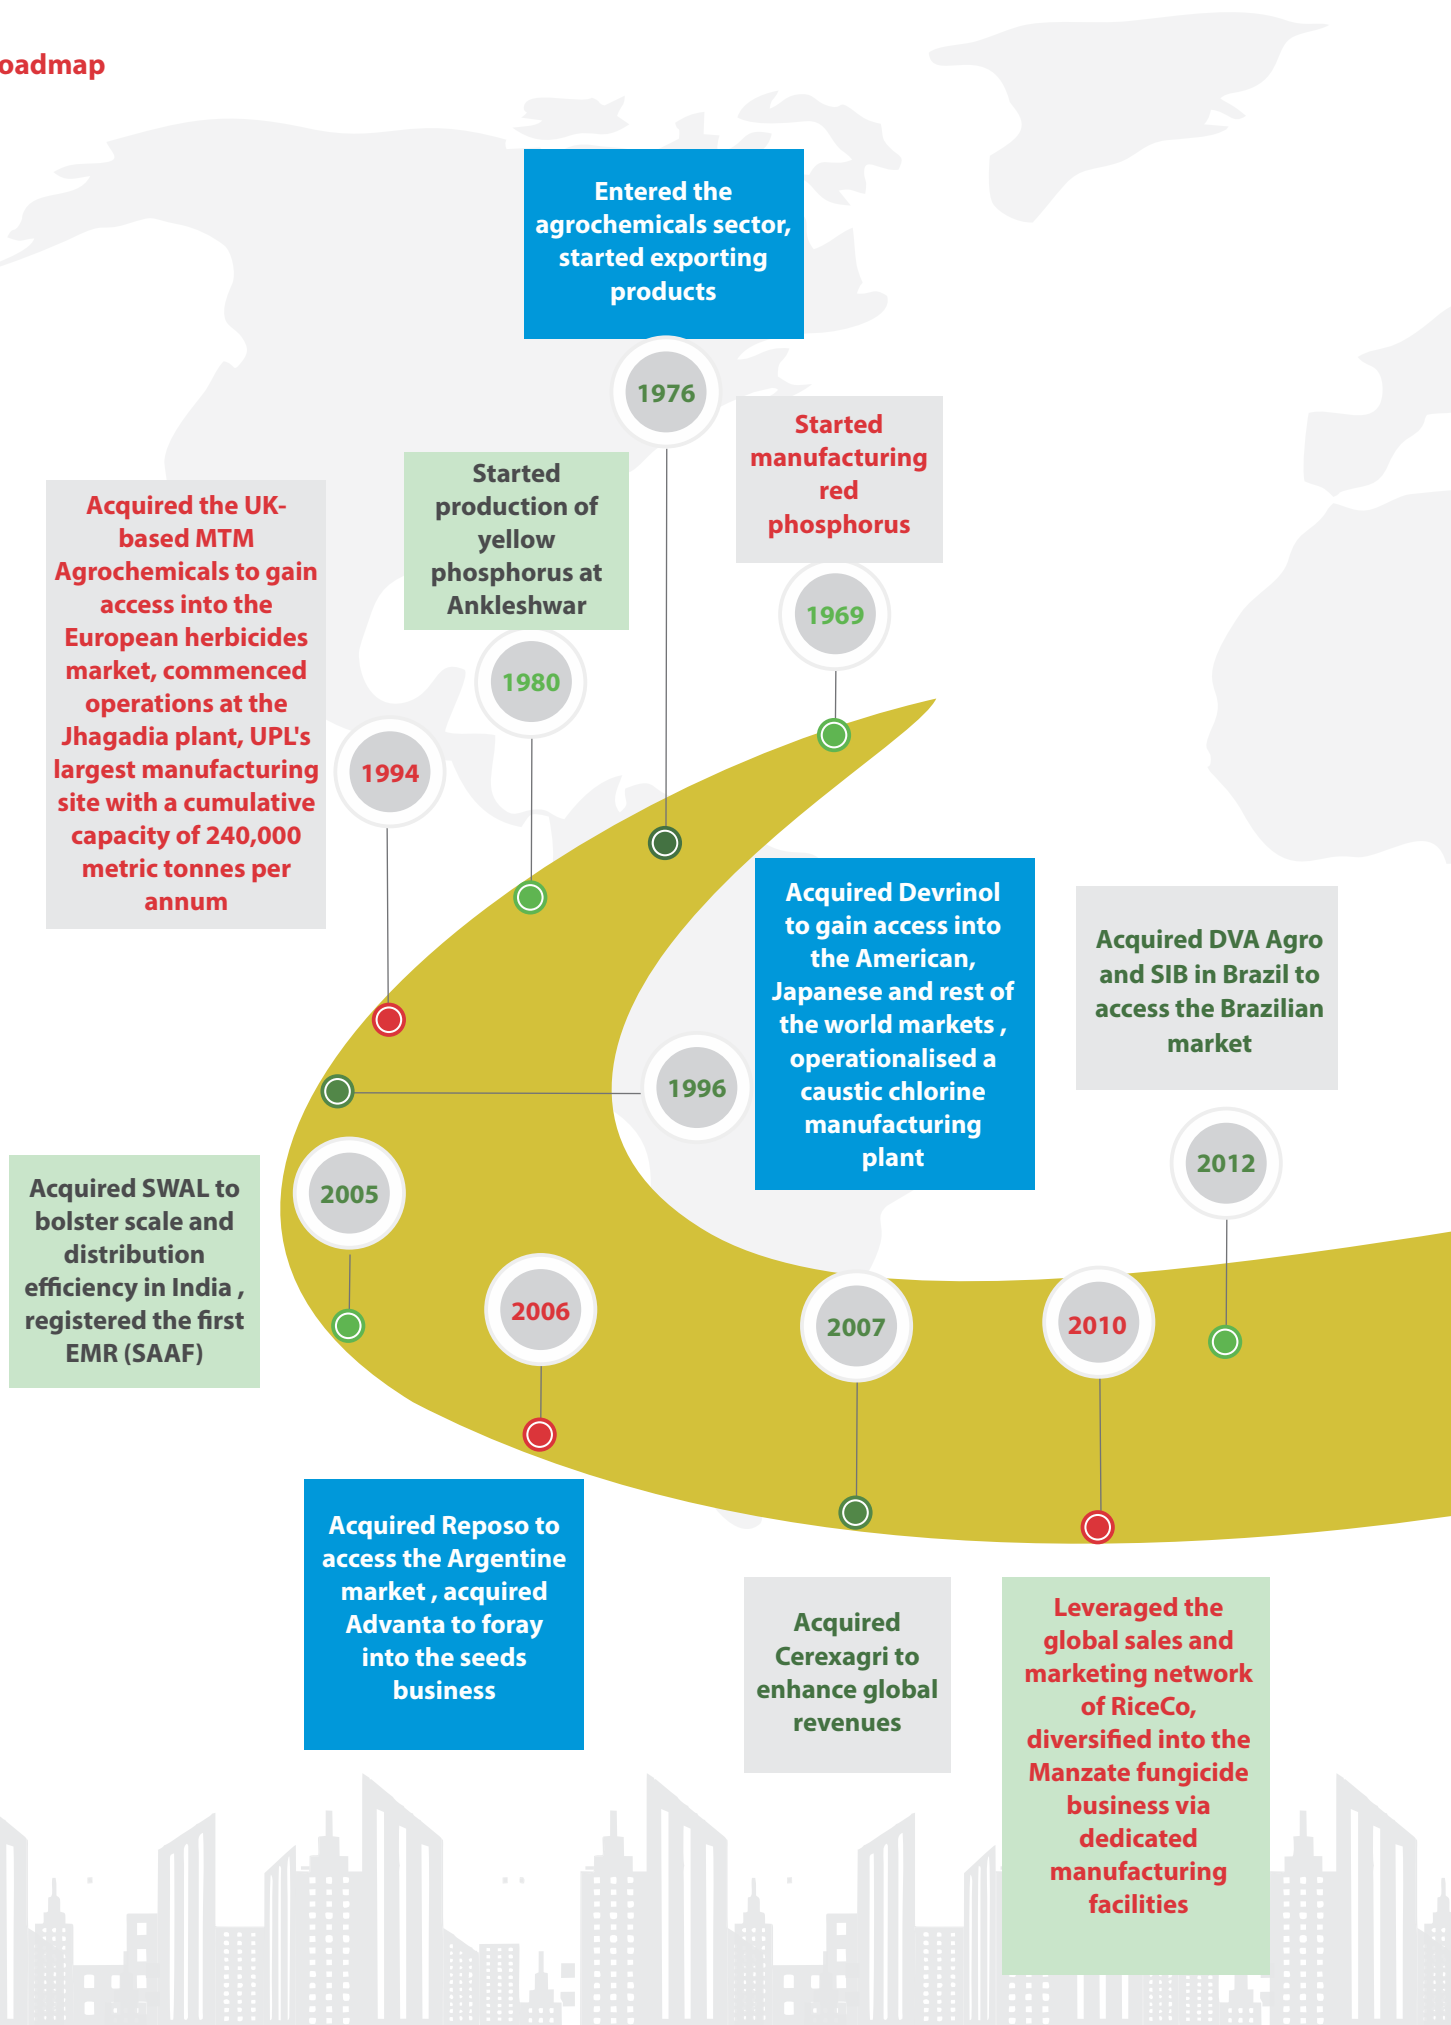 oadmap
Entered the
agrochemicals sector,
started exporting
products
1976
Started
manufacturing
red
phosphorus
1969
Started
production of
yellow
phosphorus at
Ankleshwar
1980
Acquired the UK-
based MTM
Agrochemicals to gain
access into the
European herbicides
market, commenced
operations at the
Jhagadia plant, UPL's
largest manufacturing
site with a cumulative
capacity of 240,000
metric tonnes per
annum
1994
Acquired Devrinol
to gain access into
the American,
Japanese and rest of
the world markets ,
operationalised a
caustic chlorine
manufacturing
plant
1996
Acquired DVA Agro
and SIB in Brazil to
access the Brazilian
market
2012
Acquired SWAL to
bolster scale and
distribution
efficiency in India ,
registered the first
EMR (SAAF)
2005
2006
2007
2010
Acquired Reposo to
access the Argentine
market , acquired
Advanta to foray
into the seeds
business
Acquired
Cerexagri to
enhance global
revenues
Leveraged the
global sales and
marketing network
of RiceCo,
diversified into the
Manzate fungicide
business via
dedicated
manufacturing
facilities